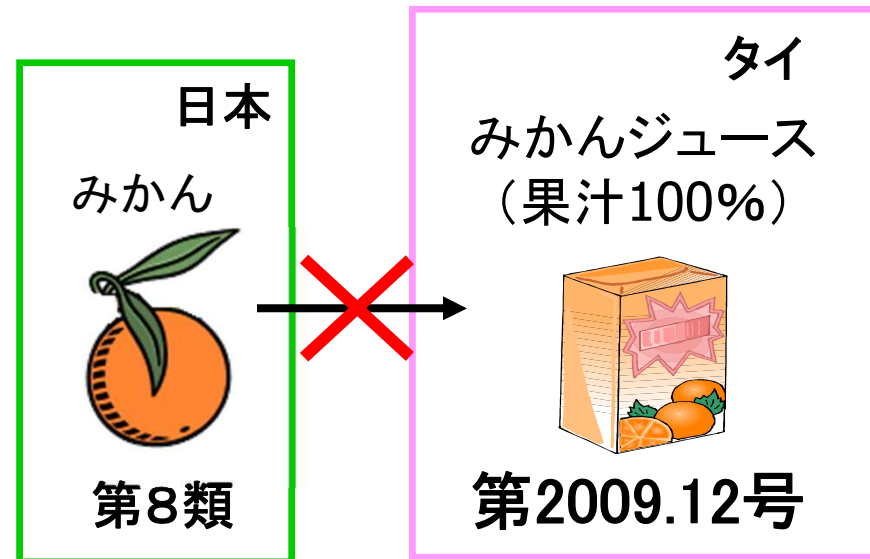 日本
みかん
第8類
タイ
みかんジュース
(果汁100%)
第2009.12号